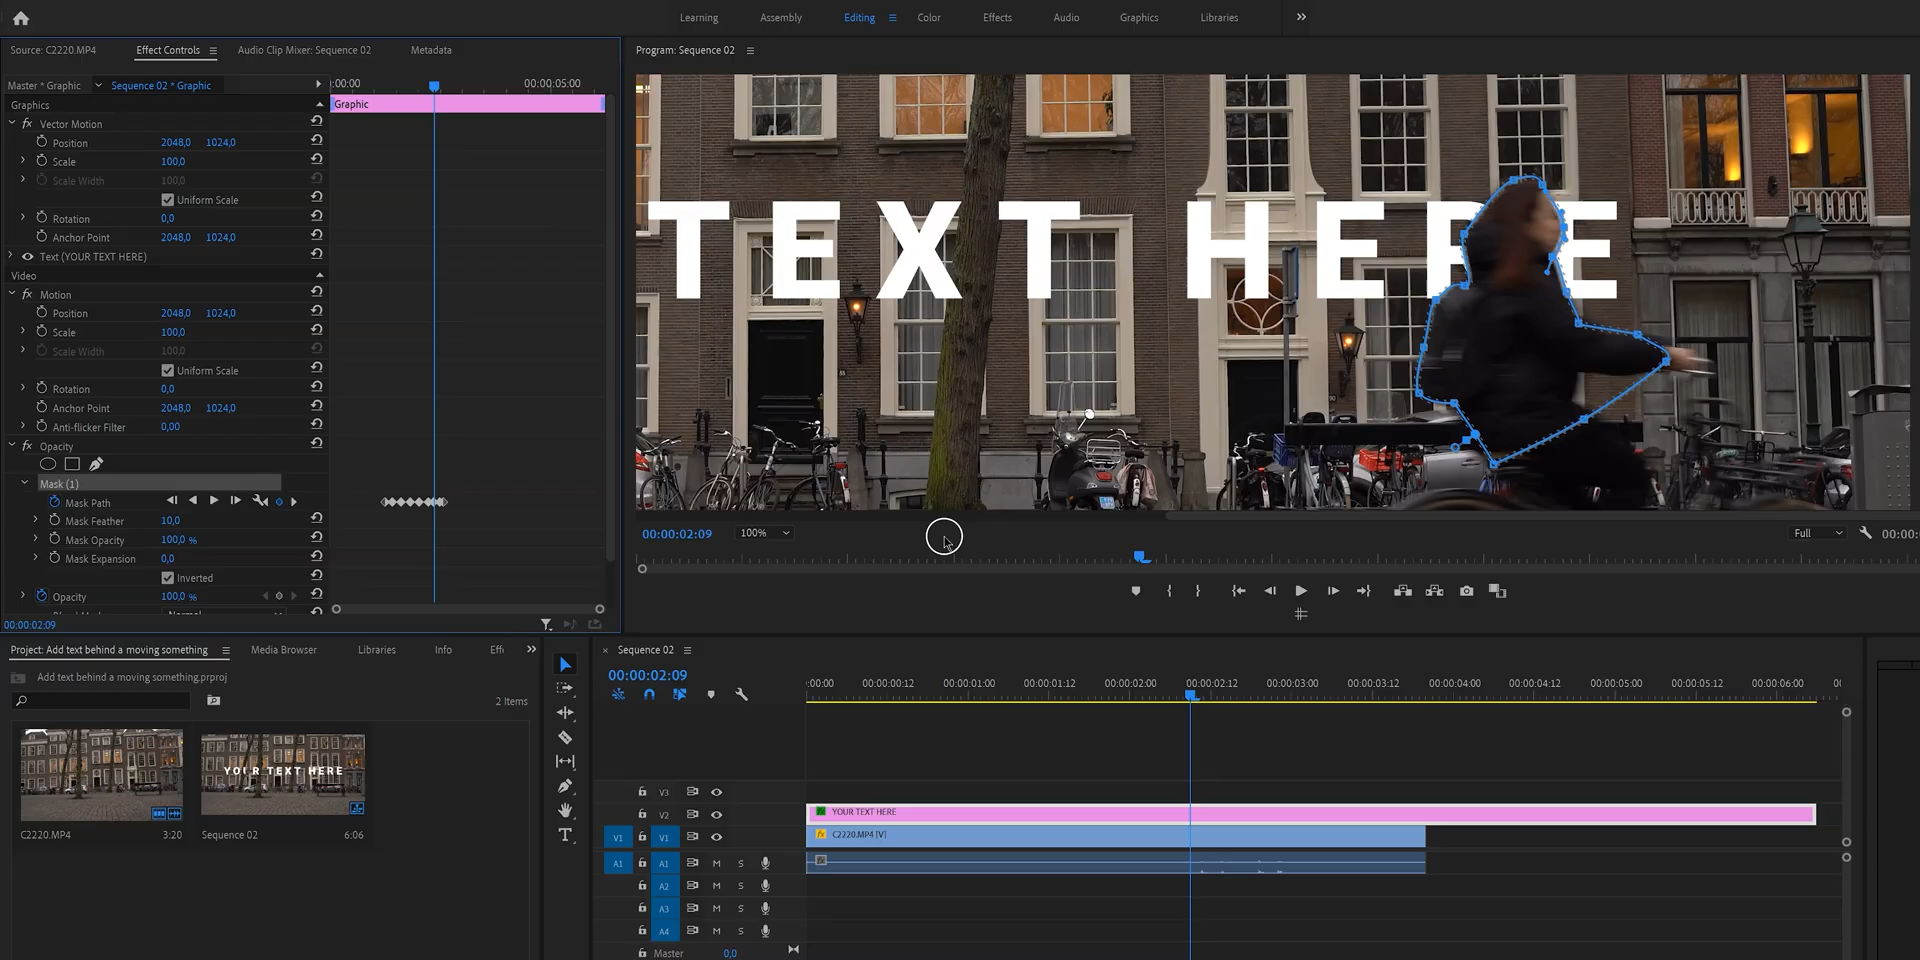 Learning Assembly Editing Color Effects Audio Graphics Libraries
Source: C2220.MP4 Effect Controls Audio Clip Mixer: Sequence 02 Metadata
Program: Sequence 02
Master * Graphic Sequence 02 * Graphic
:00:00 00:00:05:00
Graphics
Graphic
Vector Motion
Position 2048,0 1024,0
Scale 100,0
Scale Width 100,0
Uniform Scale
Rotation 0,0
Anchor Point 2048,0 1024,0
Text (YOUR TEXT HERE)
Video
Motion
Position 2048,0 1024,0
Scale 100,0
Scale Width 100,0
Uniform Scale
Rotation 0,0
Anchor Point 2048,0 1024,0
Anti-flicker Filter 0,00
Opacity
Mask (1)
Mask Path
Mask Feather 10,0
Mask Opacity 100,0 %
Mask Expansion 0,0
Inverted
Opacity 100,0 %
00:00:02:09
TEXT HERE
00:00:02:09 100% Full 00:00:
Project: Add text behind a moving something Media Browser Libraries Info Eff
Add text behind a moving something.prproj
2 Items
YOUR TEXT HERE
C2220.MP4 3:20
Sequence 02 6:06
Sequence 02
00:00:02:09
:00:00 00:00:00:12 00:00:01:00 00:00:01:12 00:00:02:00 00:00:02:12 00:00:03:00 00:00:03:12 00:00:04:00 00:00:04:12 00:00:05:00 00:00:05:12 00:00:06:00
V3
V2 YOUR TEXT HERE
V1 V1 C2220.MP4 [V]
A1 A1 M S
A2 M S
A3 M S
A4 M S
Master 0,0